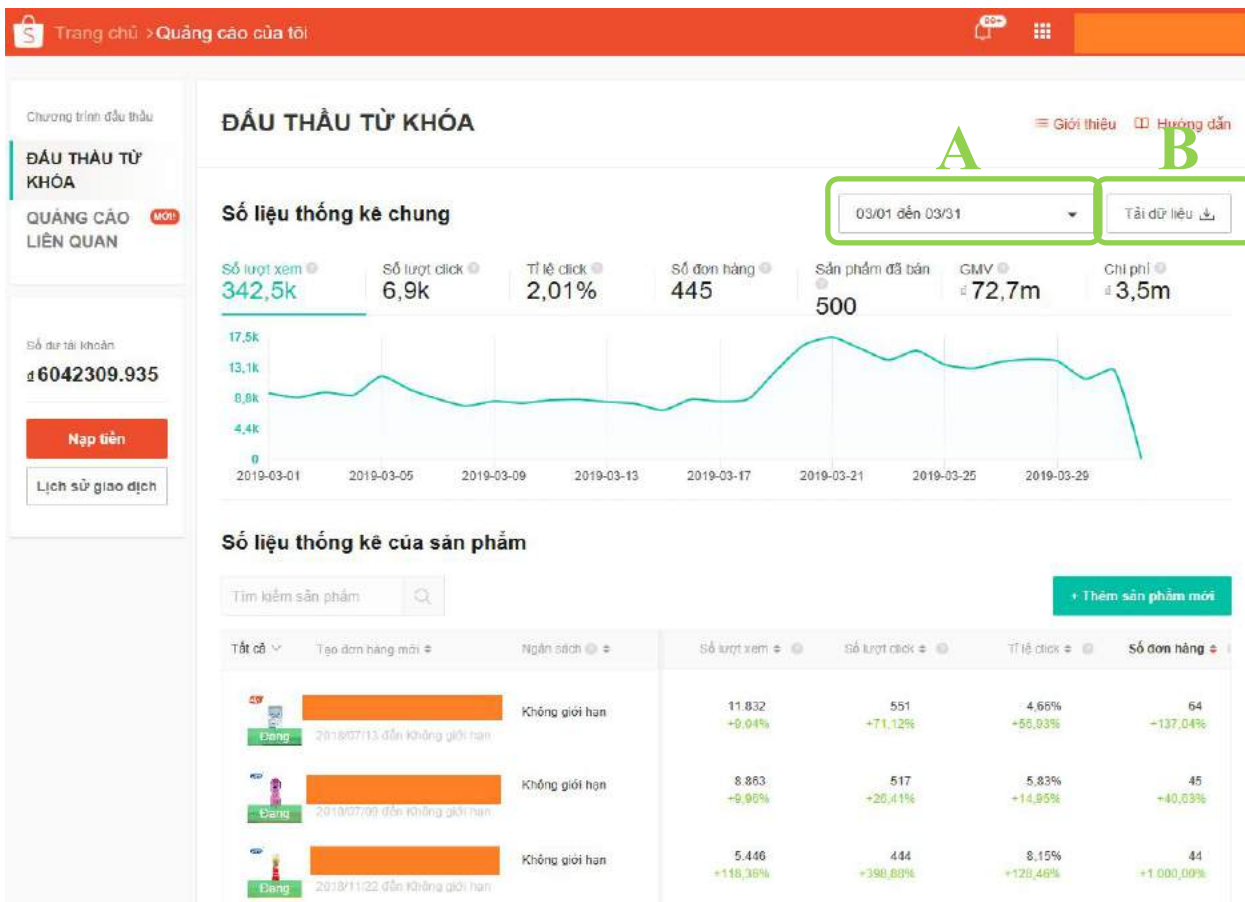 Trang chủ >Quảng cáo của tôi
99+
Chương trình đấu thầu
ĐẤU THẦU TỪ KHÓA
QUẢNG CÁO LIÊN QUAN
MỚI!
Số dư tài khoản
₫6042309.935
Nạp tiền
Lịch sử giao dịch
ĐẤU THẦU TỪ KHÓA
Giới thiệu
Hướng dẫn
A
B
Số liệu thống kê chung
03/01 đến 03/31
Tải dữ liệu
Số lượt xem
342,5k
Số lượt click
6,9k
Tỉ lệ click
2,01%
Số đơn hàng
445
Sản phẩm đã bán
500
GMV
₫72,7m
Chi phí
₫3,5m
17,5k
13,1k
8,8k
4,4k
0
2019-03-01 2019-03-05 2019-03-09 2019-03-13 2019-03-17 2019-03-21 2019-03-25 2019-03-29
Số liệu thống kê của sản phẩm
Tìm kiếm sản phẩm
+ Thêm sản phẩm mới
Tất cả Tạo đơn hàng mới Ngân sách Số lượt xem Số lượt click Tỉ lệ click Số đơn hàng
Không giới hạn 11.832 551 4,66% 64
Đang 2018/07/13 đến Không giới hạn +9,04% +71,12% +56,93% +137,04%
Không giới hạn 8.863 517 5,83% 45
Đang 2018/07/09 đến Không giới hạn +9,96% +26,41% +14,95% +40,63%
Không giới hạn 5.446 444 8,15% 44
Đang 2018/11/22 đến Không giới hạn +118,36% +398,88% +128,46% +1.000,00%